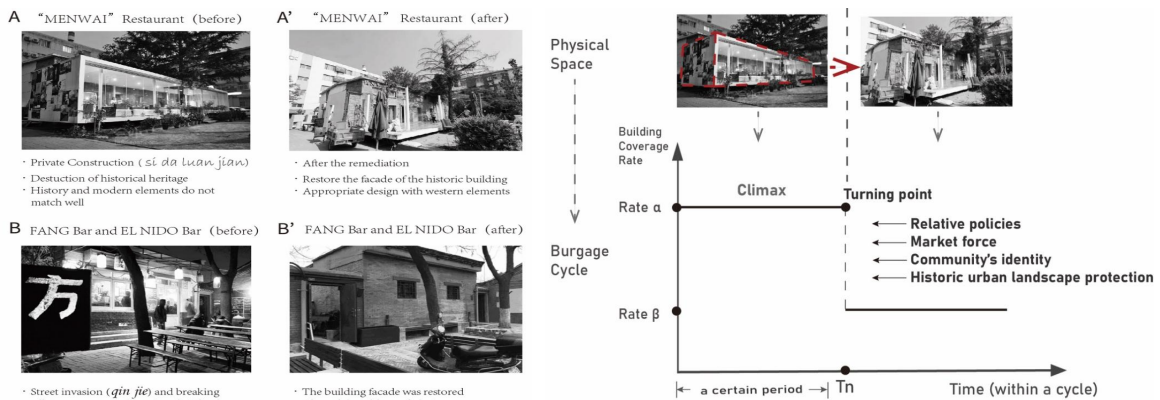 A “MENWAI” Restaurant (before)
A’ “MENWAI” Restaurant (after)
· Private Construction (si da luan jian)
· Destuction of historical heritage
· History and modern elements do not
match well
· After the remediation
· Restore the facade of the historic building
· Appropriate design with western elements
B FANG Bar and EL NIDO Bar (before)
B’ FANG Bar and EL NIDO Bar (after)
万
· Street invasion (qin jie) and breaking
· The building facade was restored
Physical
Space
Burgage
Cycle
Building
Coverage
Rate
Climax
Turning point
Rate α
Relative policies
Market force
Community’s identity
Historic urban landscape protection
Rate β
a certain period
Tn
Time (within a cycle)